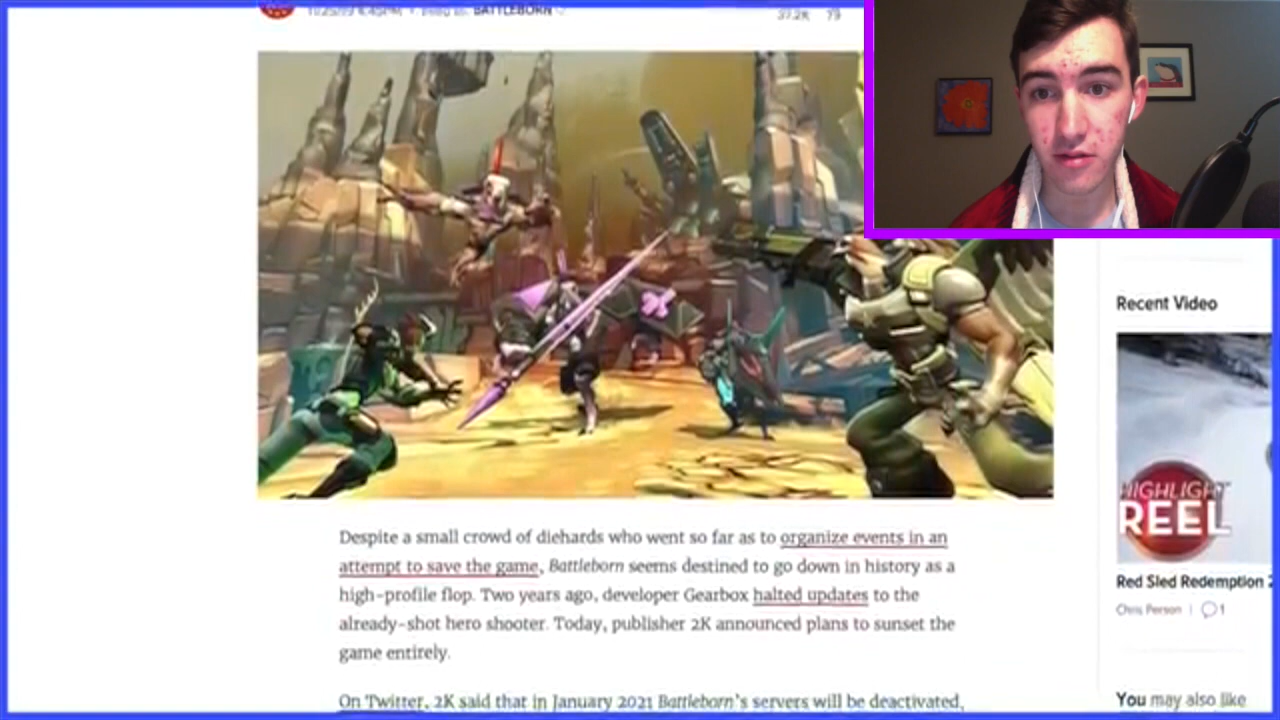 BATTLEBORN
Despite a small crowd of diehards who went so far as to organize events in an
attempt to save the game, Battleborn seems destined to go down in history as a
high-profile flop. Two years ago, developer Gearbox halted updates to the
already-shot hero shooter. Today, publisher 2K announced plans to sunset the
game entirely.
On Twitter, 2K said that in January 2021 Battleborn's servers will be deactivated,
Recent Video
HIGHLIGHT
REEL
Red Sled Redemption 2
Chris Person | 1
You may also like